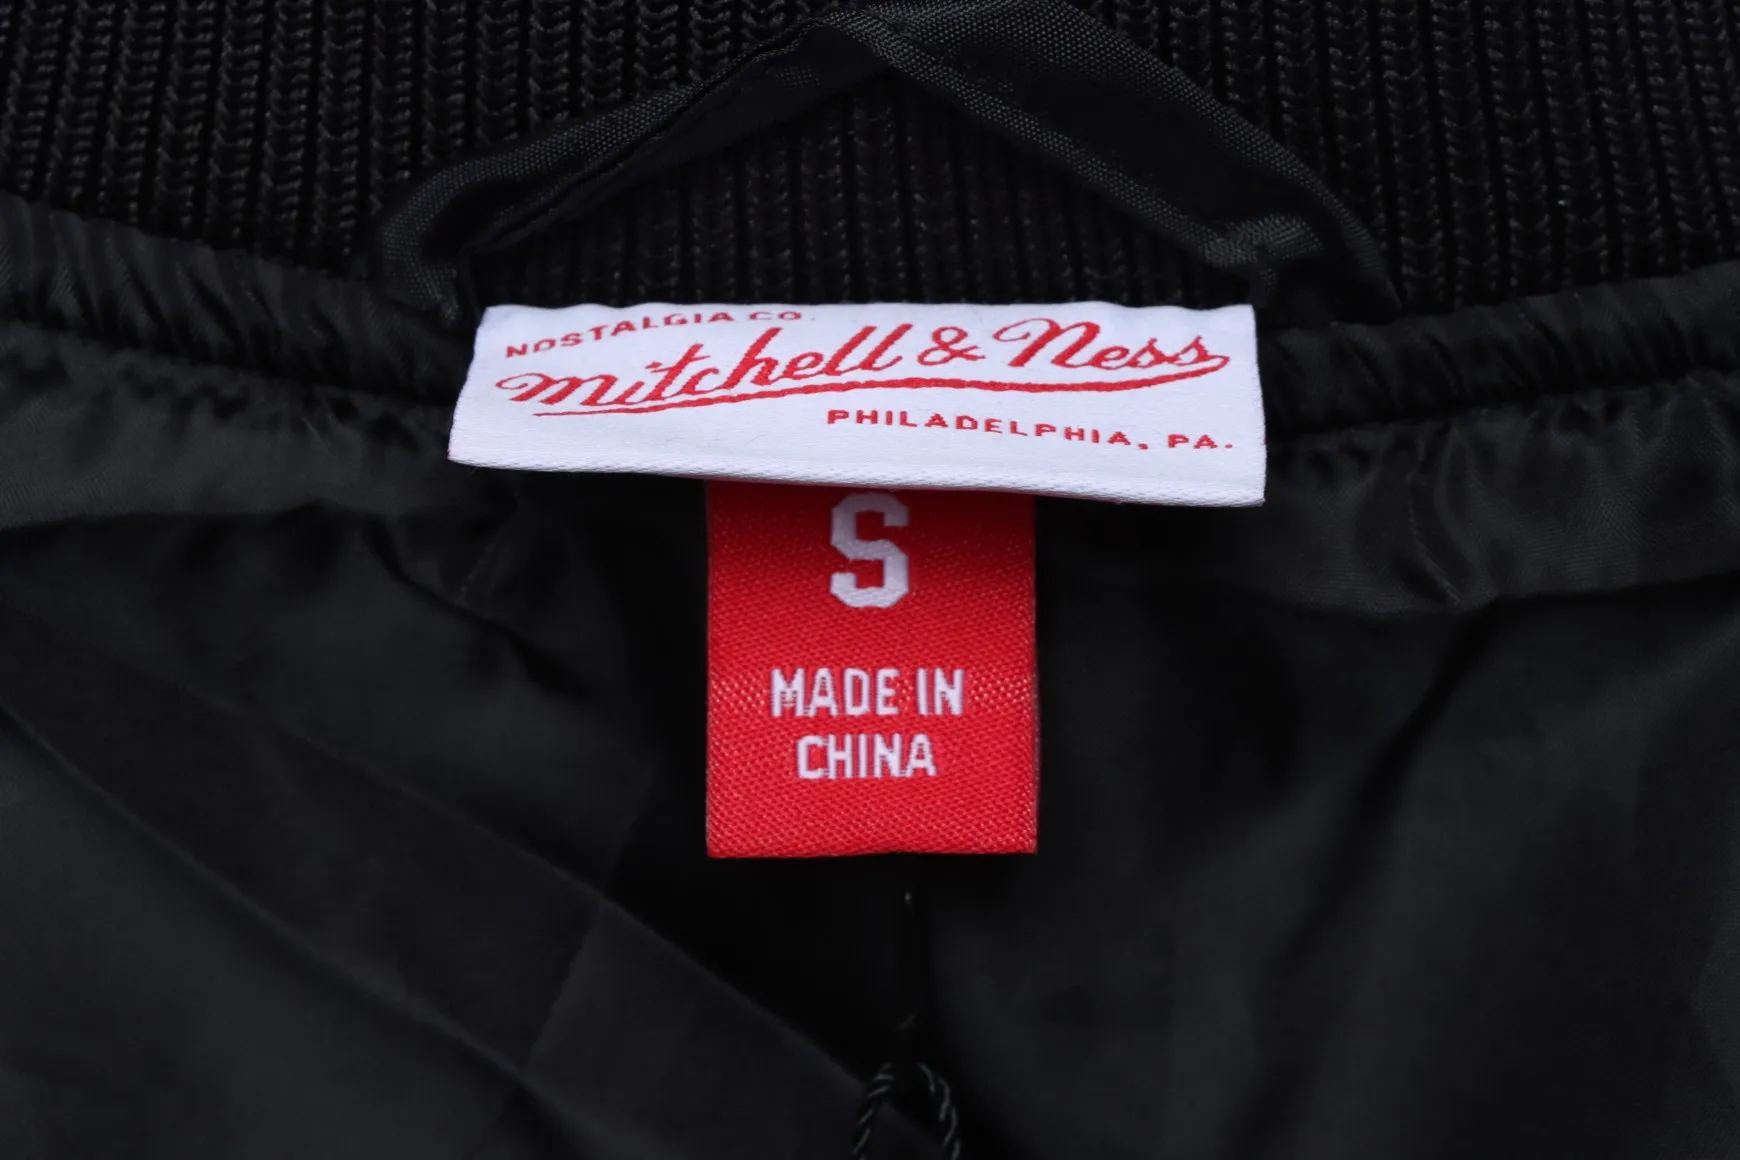 NOSTALGIA CO.
Mitchell & Ness
PHILADELPHIA, PA.
S
MADE IN
CHINA